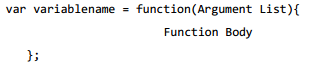 var variablename = function(Argument List){
Function Body
};